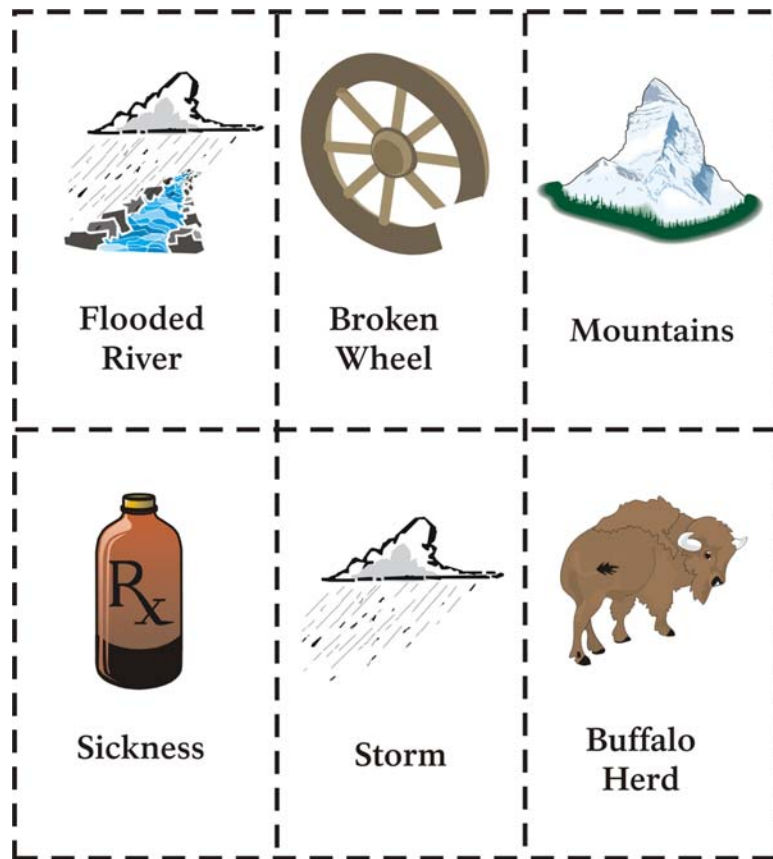 Flooded
River
Broken
Wheel
Mountains
Rx
Sickness
Storm
Buffalo
Herd